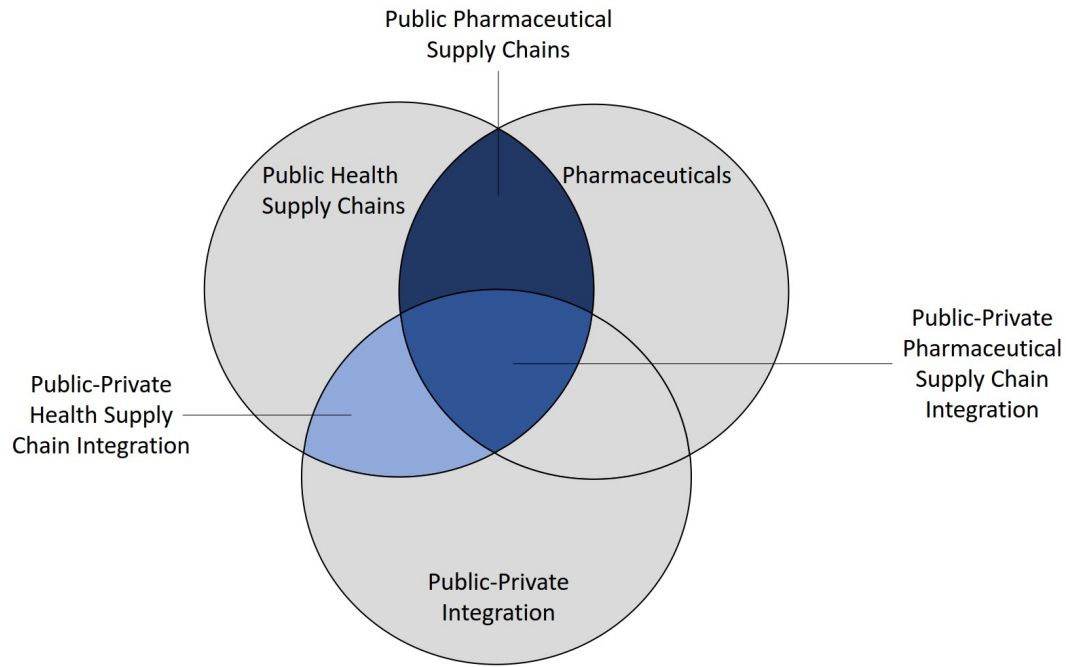 Public Pharmaceutical
Supply Chains
Public Health
Supply Chains
Pharmaceuticals
Public-Private
Pharmaceutical
Supply Chain
Integration
Public-Private
Health Supply
Chain Integration
Public-Private
Integration